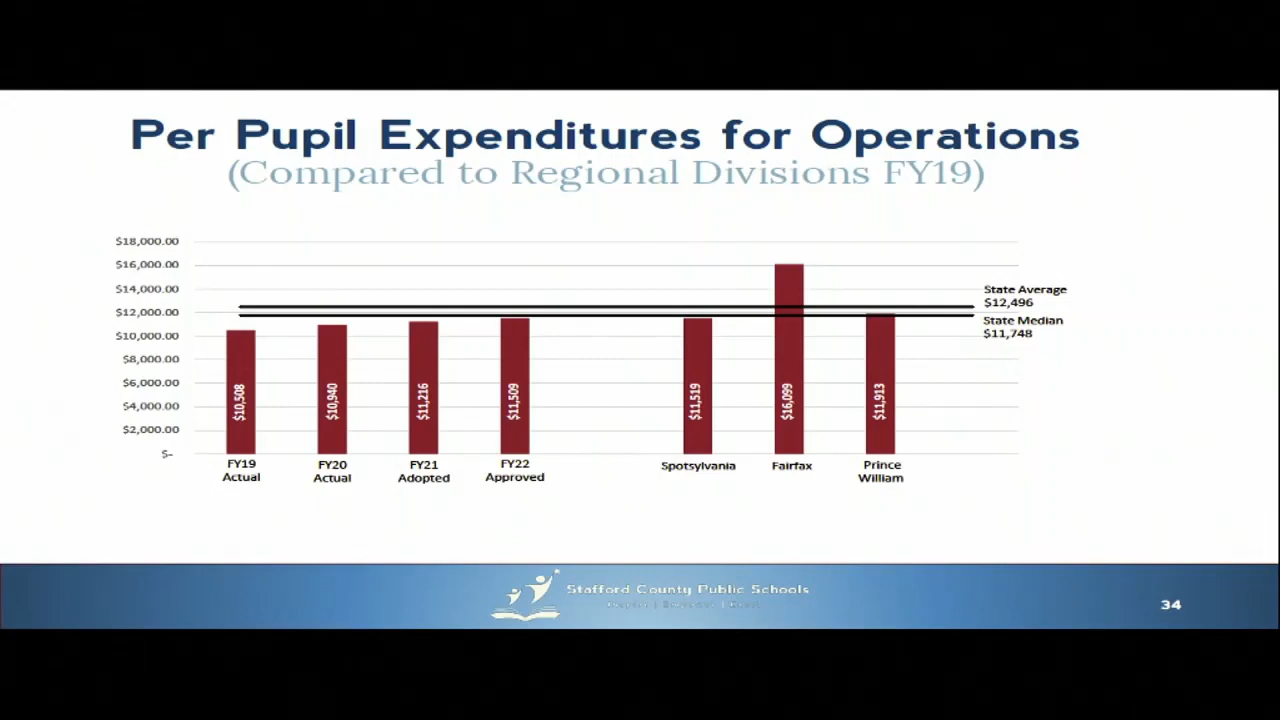 Per Pupil Expenditures for Operations
(Compared to Regional Divisions FY19)
$18,000.00
$16,000.00
$14,000.00
$12,000.00
$10,000.00
$8,000.00
$6,000.00
$4,000.00
$2,000.00
$-
State Average
$12,496
State Median
$11,748
$10,508
$10,940
$11,216
$11,509
$11,519
$16,099
$11,913
FY19
Actual
FY20
Actual
FY21
Adopted
FY22
Approved
Spotsylvania
Fairfax
Prince
William
Stafford County Public Schools
34